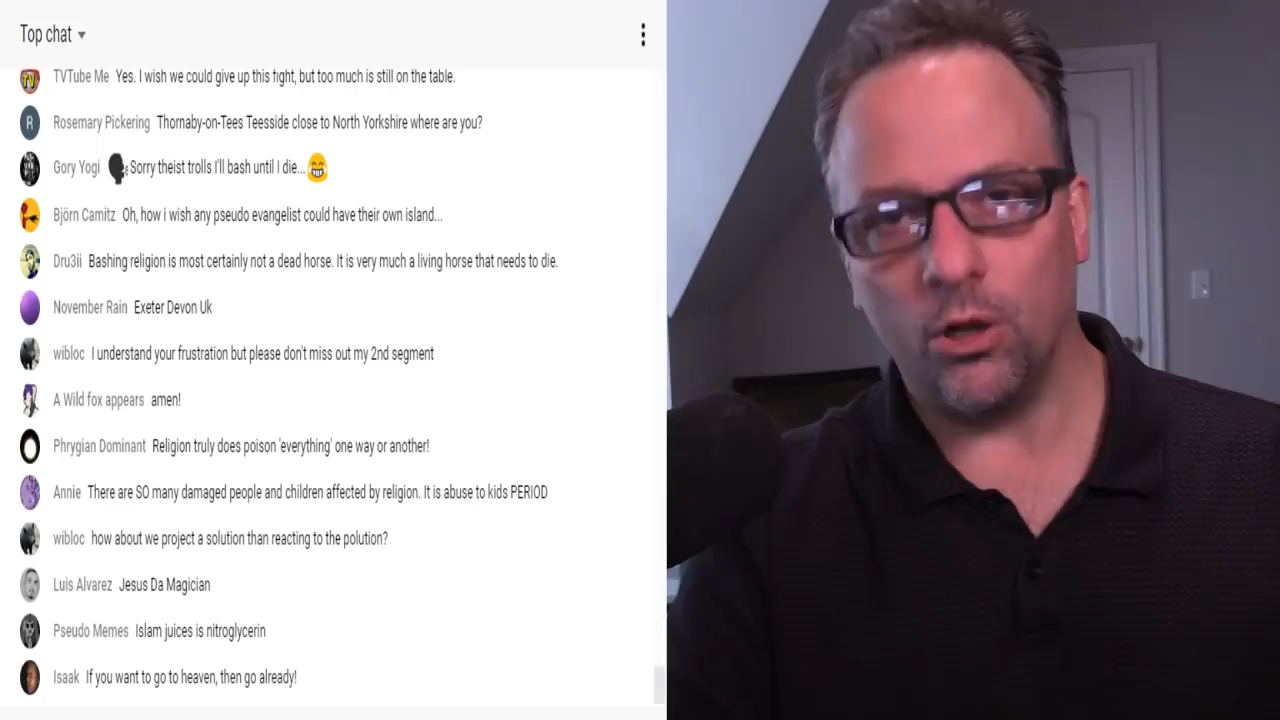 Top chat
TVTube Me Yes. I wish we could give up this fight, but too much is still on the table.
R Rosemary Pickering Thornaby-on-Tees Teesside close to North Yorkshire where are you?
Gory Yogi 🗣Sorry theist trolls I'll bash until I die...😁
Björn Camitz Oh, how i wish any pseudo evangelist could have their own island...
Dru3ii Bashing religion is most certainly not a dead horse. It is very much a living horse that needs to die.
November Rain Exeter Devon Uk
wibloc I understand your frustration but please don't miss out my 2nd segment
A Wild fox appears amen!
Phrygian Dominant Religion truly does poison 'everything' one way or another!
Annie There are SO many damaged people and children affected by religion. It is abuse to kids PERIOD
wibloc how about we project a solution than reacting to the polution?
Luis Alvarez Jesus Da Magician
Pseudo Memes Islam juices is nitroglycerin
Isaak If you want to go to heaven, then go already!